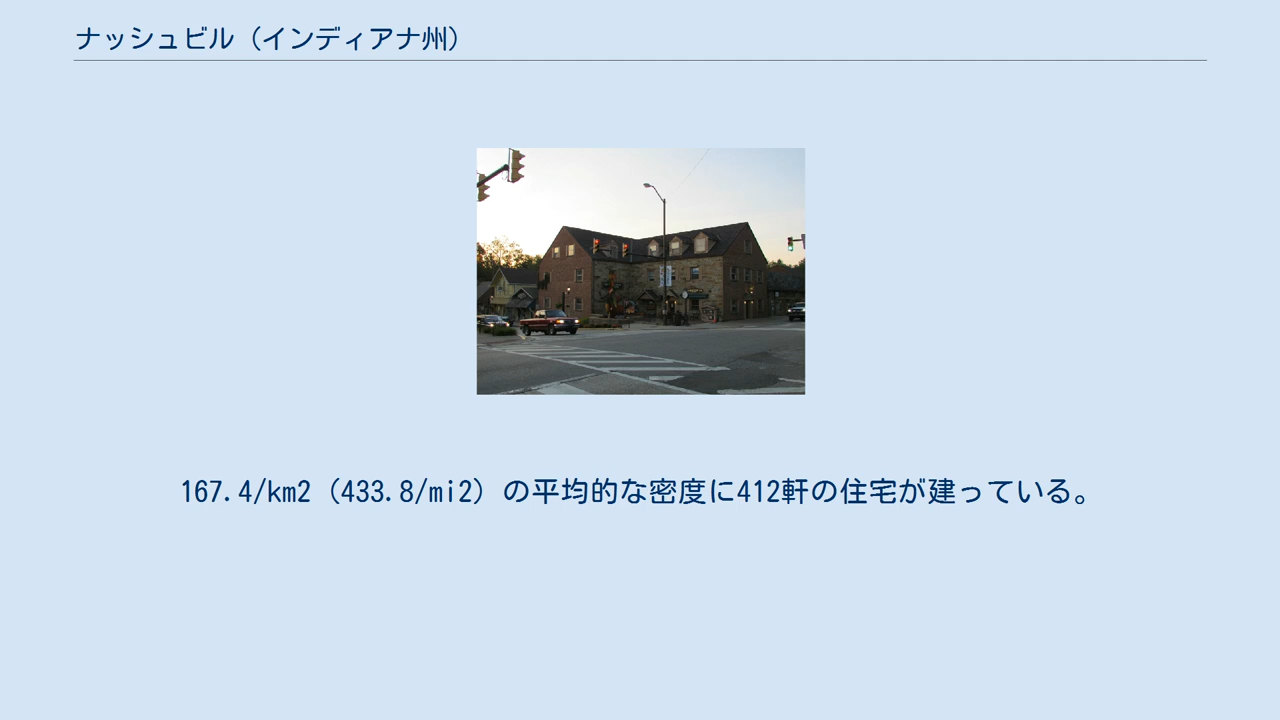 ナッシュビル（インディアナ州）
167.4/km2（433.8/mi2）の平均的な密度に412軒の住宅が建っている。